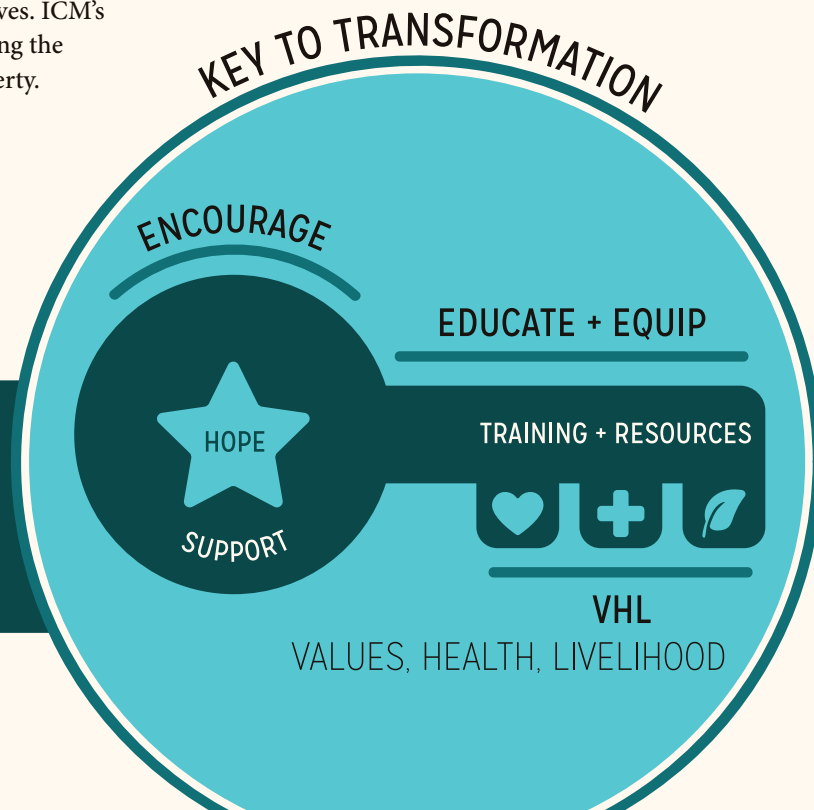 ves. ICM's
ng the
erty.
KEY TO TRANSFORMATION
ENCOURAGE
EDUCATE + EQUIP
TRAINING + RESOURCES
HOPE
SUPPORT
VHL
VALUES, HEALTH, LIVELIHOOD